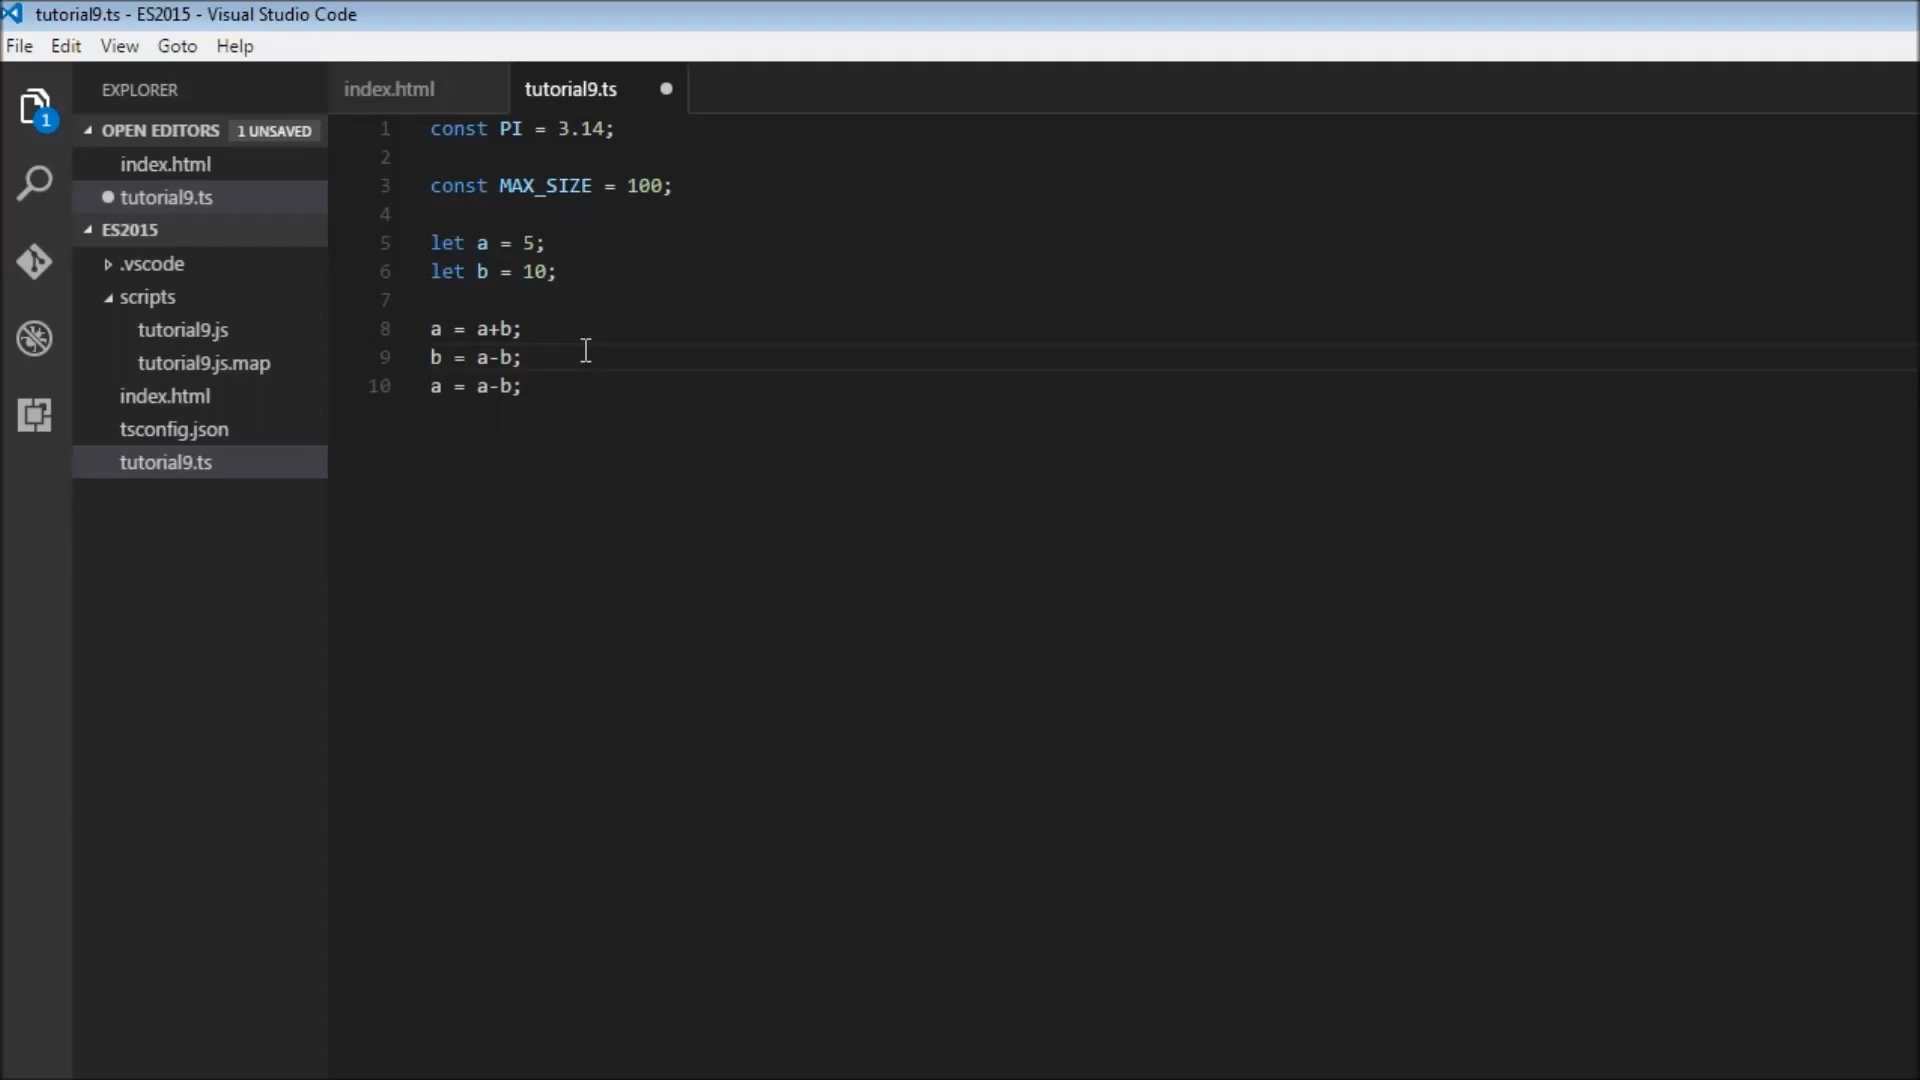 tutorial9.ts - ES2015 - Visual Studio Code
File Edit View Goto Help
1
EXPLORER
OPEN EDITORS 1 UNSAVED
index.html
tutorial9.ts
ES2015
.vscode
scripts
tutorial9.js
tutorial9.js.map
index.html
tsconfig.json
tutorial9.ts
index.html tutorial9.ts
1 const PI = 3.14;
2
3 const MAX_SIZE = 100;
4
5 let a = 5;
6 let b = 10;
7
8 a = a+b;
9 b = a-b;
10 a = a-b;